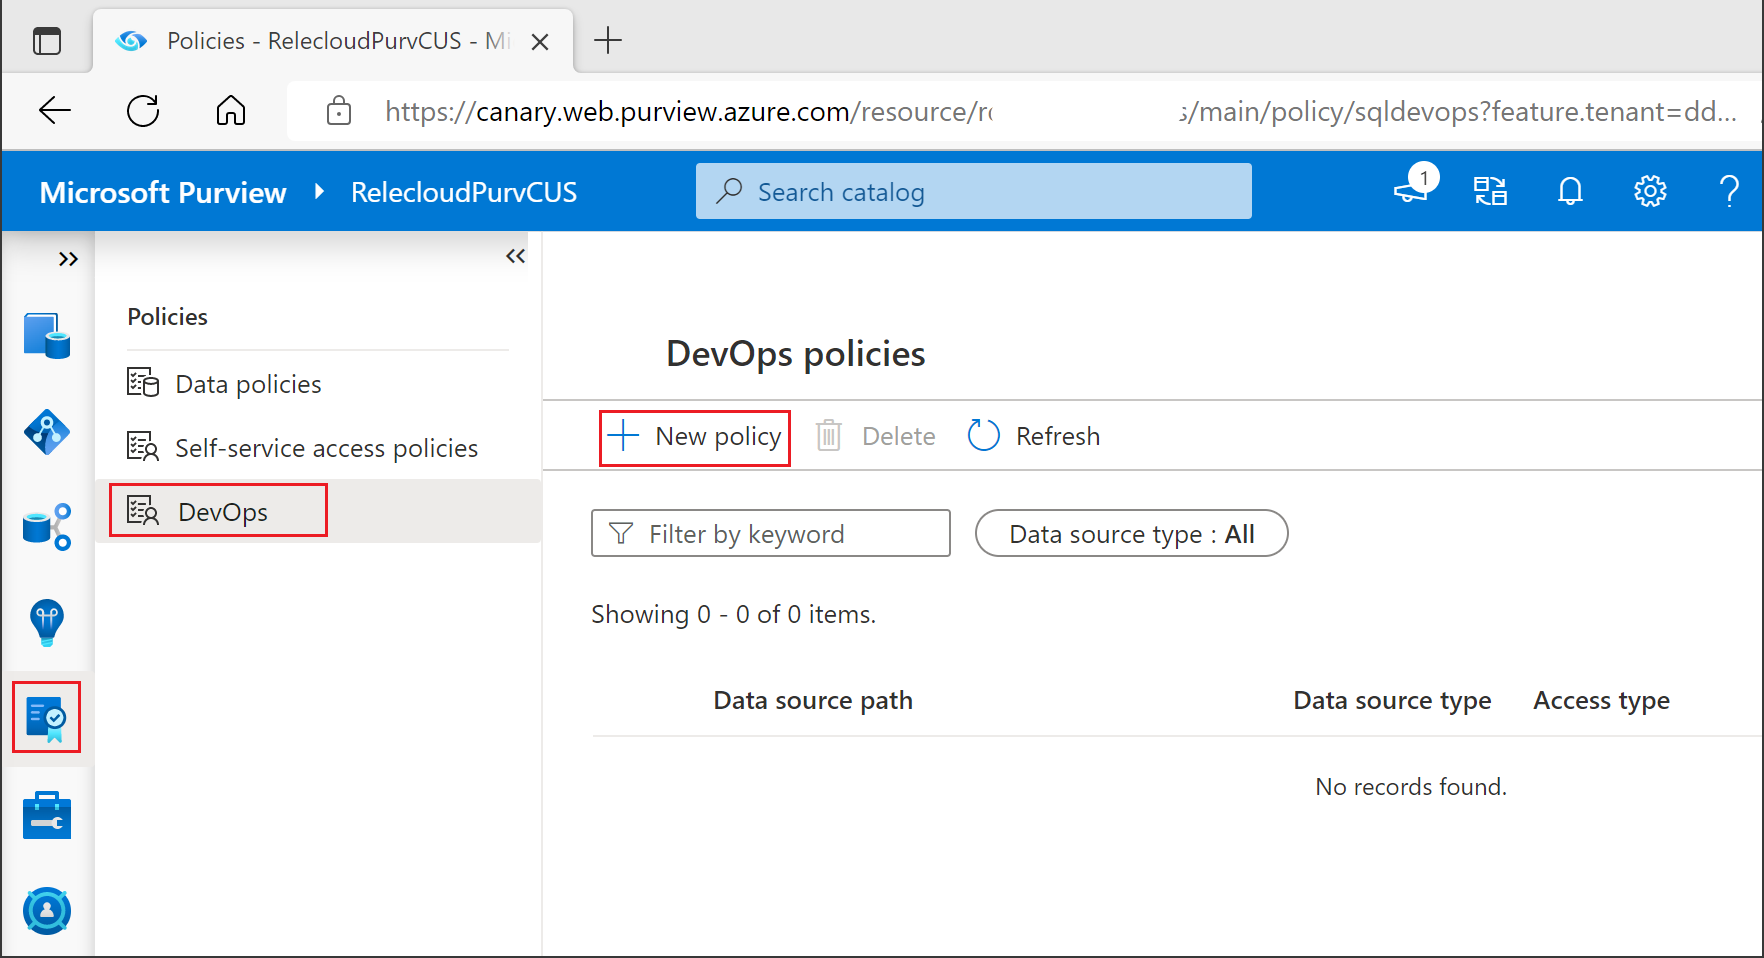 Policies - RelecloudPurvCUS - Mi
https://canary.web.purview.azure.com/resource/ro
s/main/policy/sqldevops?feature.tenant=dd...
Microsoft Purview
RelecloudPurvCUS
Search catalog
1
?
Policies
Data policies
Self-service access policies
DevOps
DevOps policies
New policy
Delete
Refresh
Filter by keyword
Data source type : All
Showing 0 - 0 of 0 items.
Data source path
Data source type
Access type
No records found.